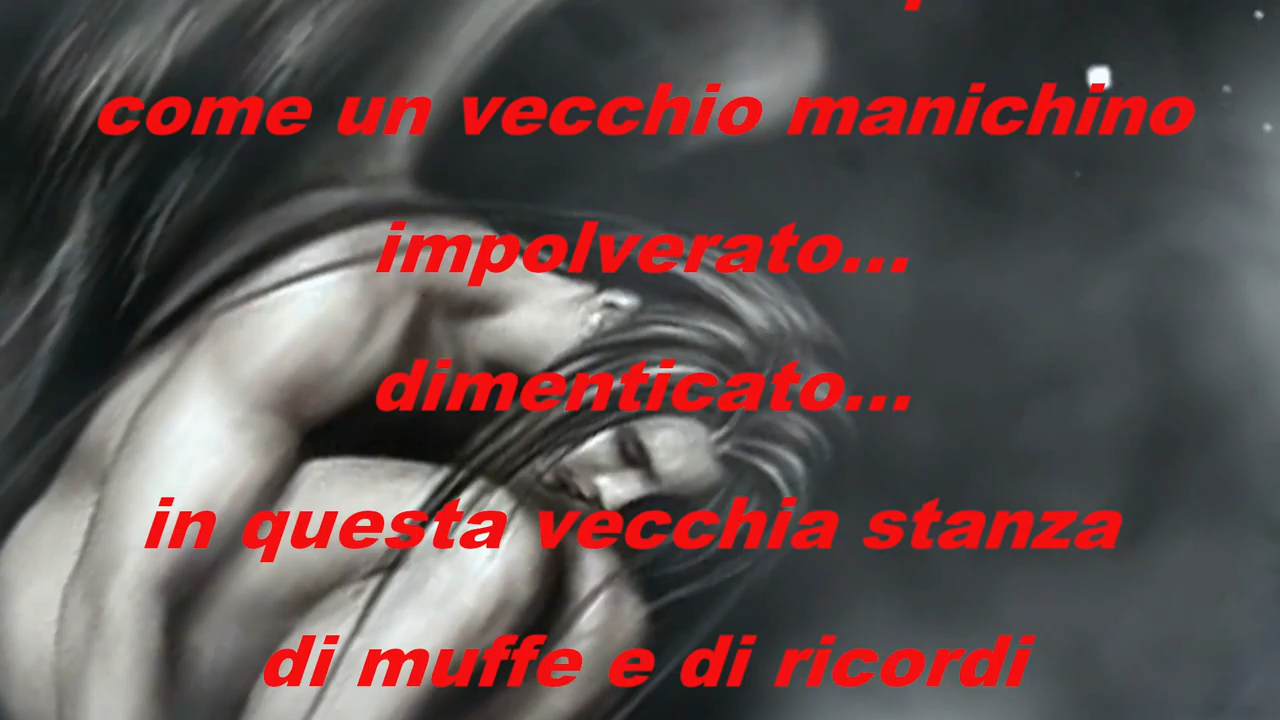 come un vecchio manichino
impolverato...
dimenticato...
in questa vecchia stanza
di muffe e di ricordi